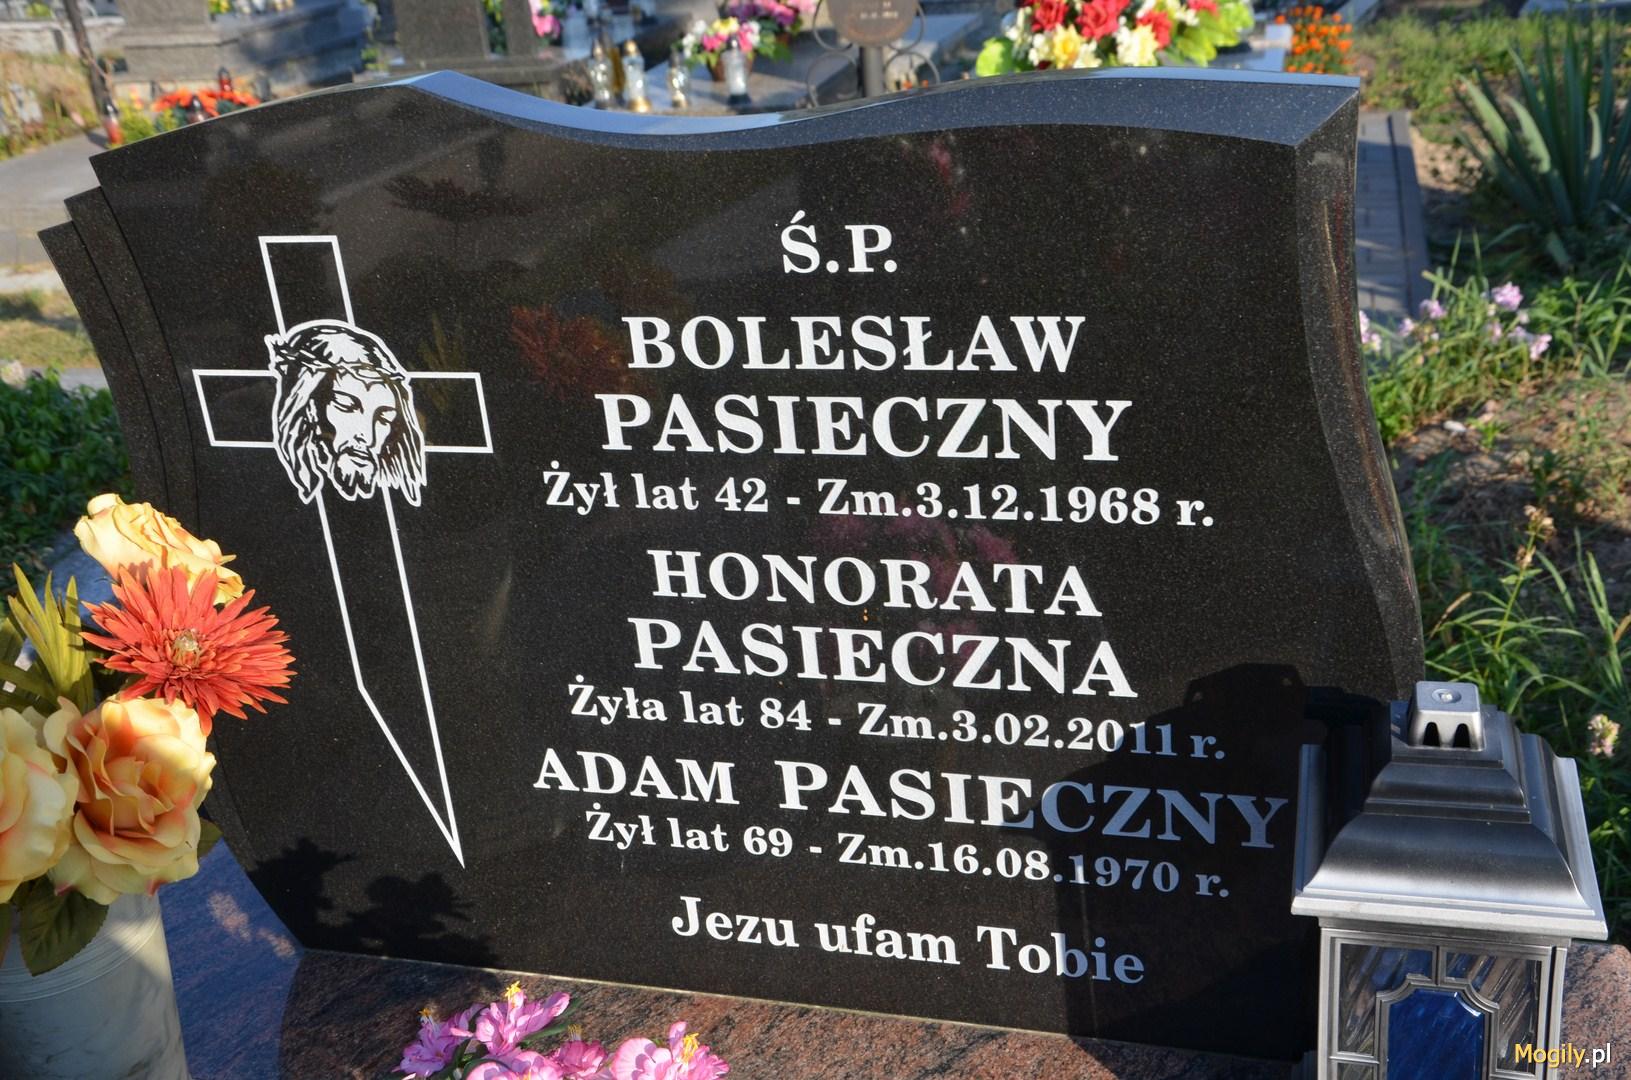 Ś.P.
BOLESŁAW
PASIECZNY
Żył lat 42 - Zm.3.12.1968 r.
HONORATA
PASIECZNA
Żyła lat 84 - Zm.3.02.2011 r.
ADAM PASIECZNY
Żył lat 69 - Zm.16.08.1970 r.
Jezu ufam Tobie
Mogily.pl